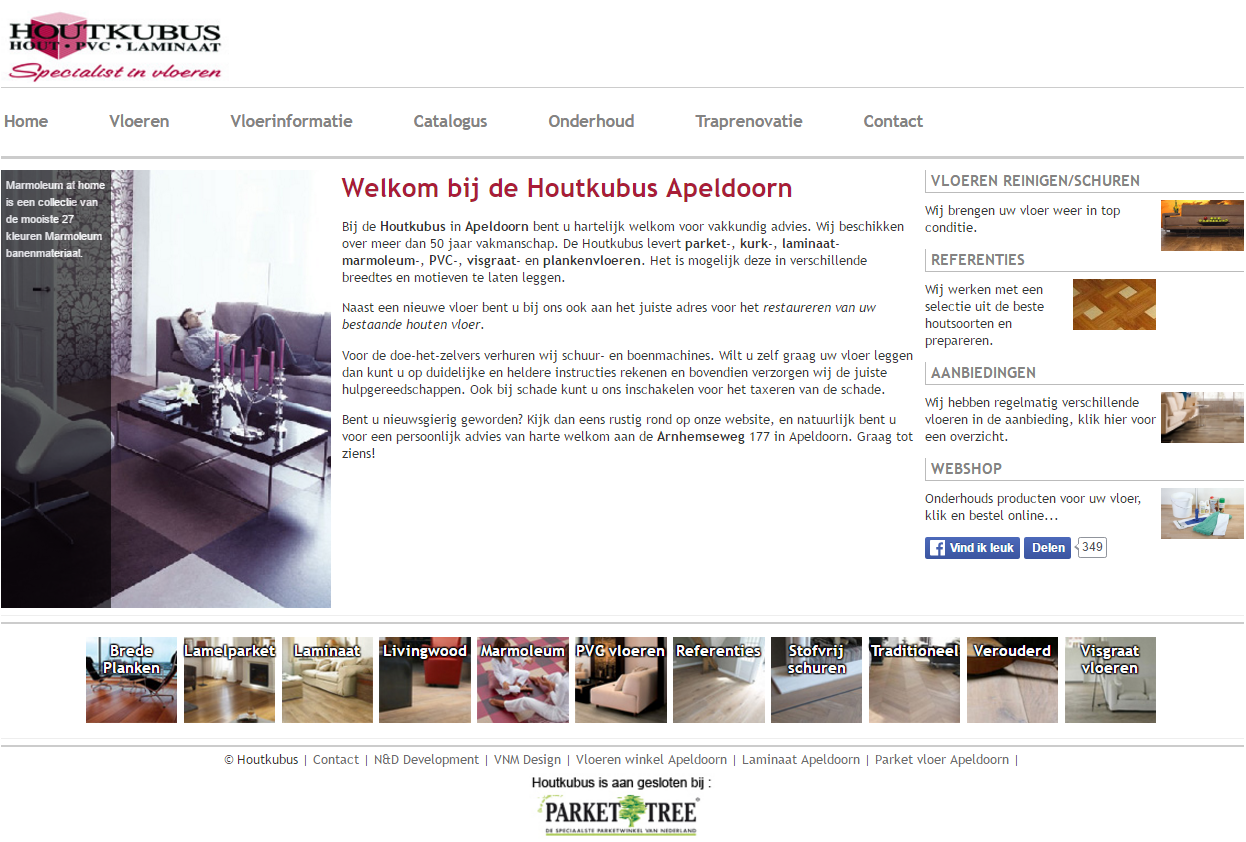 HOUTKUBUS
HOUT • PVC • LAMINAAT
Specialist in vloeren
Home
Vloeren
Vloerinformatie
Catalogus
Onderhoud
Traprenovatie
Contact
Marmoleum at home
is een collectie van
de mooiste 27
kleuren Marmoleum
banenmateriaal.
Welkom bij de Houtkubus Apeldoorn
Bij de Houtkubus in Apeldoorn bent u hartelijk welkom voor vakkundig advies. Wij beschikken
over meer dan 50 jaar vakmanschap. De Houtkubus levert parket-, kurk-, laminaat-
marmoleum-, PVC-, visgraat- en plankenvloeren. Het is mogelijk deze in verschillende
breedtes en motieven te laten leggen.
Naast een nieuwe vloer bent u bij ons ook aan het juiste adres voor het restaureren van uw
bestaande houten vloer.
Voor de doe-het-zelvers verhuren wij schuur- en boenmachines. Wilt u zelf graag uw vloer leggen
dan kunt u op duidelijke en heldere instructies rekenen en bovendien verzorgen wij de juiste
hulpgereedschappen. Ook bij schade kunt u ons inschakelen voor het taxeren van de schade.
Bent u nieuwsgierig geworden? Kijk dan eens rustig rond op onze website, en natuurlijk bent u
voor een persoonlijk advies van harte welkom aan de Arnhemseweg 177 in Apeldoorn. Graag tot
ziens!
VLOEREN REINIGEN/SCHUREN
Wij brengen uw vloer weer in top
conditie.
REFERENTIES
Wij werken met een
selectie uit de beste
houtsoorten en
prepareren.
AANBIEDINGEN
Wij hebben regelmatig verschillende
vloeren in de aanbieding, klik hier voor
een overzicht.
WEBSHOP
Onderhouds producten voor uw vloer,
klik en bestel online...
Vind ik leuk
Delen
349
Brede
Planken
Lamelparket
Laminaat
Livingwood
Marmoleum
PVC vloeren
Referenties
Stofvrij
schuren
Traditioneel
Verouderd
Visgraat
vloeren
© Houtkubus | Contact | N&D Development | VNM Design | Vloeren winkel Apeldoorn | Laminaat Apeldoorn | Parket vloer Apeldoorn |
Houtkubus is aan gesloten bij :
PARKET TREE®
DE SPECIAALSTE PARKETWINKEL VAN NEDERLAND